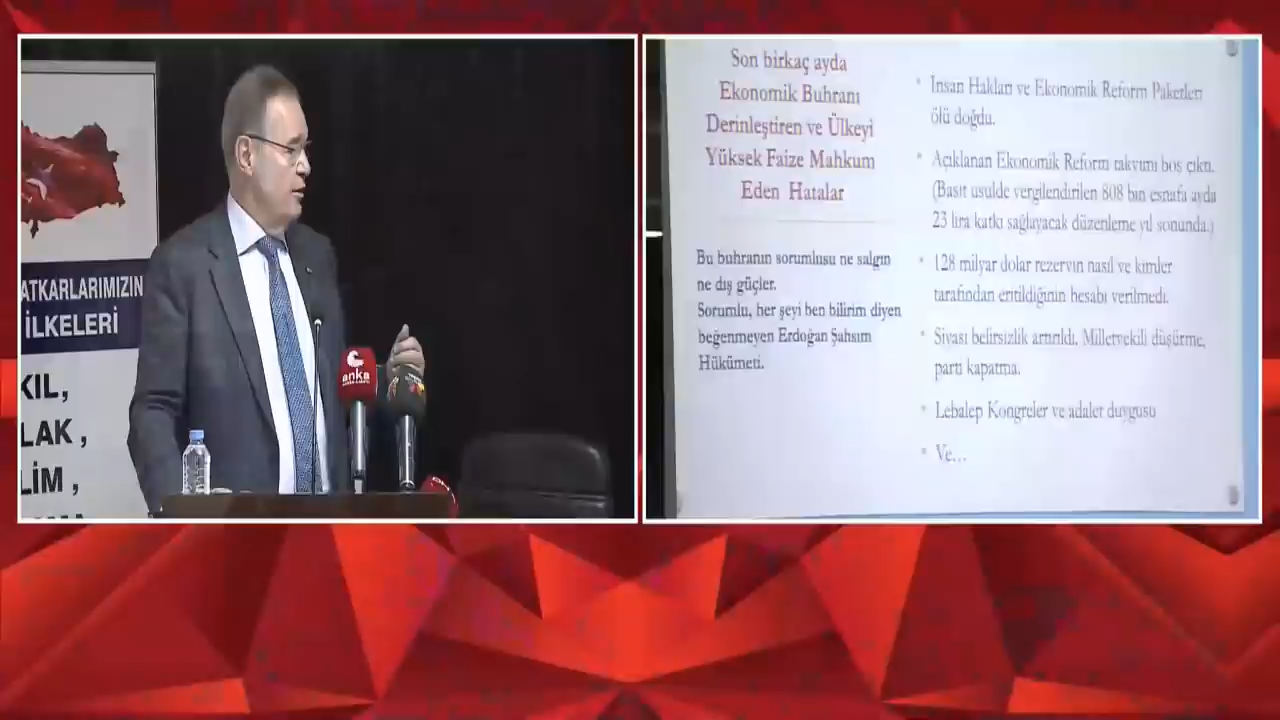 ATKARLARIMIZIN
İLKELERİ
KIL,
LAK ,
LİM ,
anka
Son birkaç ayda
Ekonomik Buhranı
Derinleştiren ve Ülkeyi
Yüksek Faize Mahkum
Eden Hatalar
Bu buhranın sorumlusu ne salgın
ne dış güçler.
Sorumlu, her şeyi ben bilirim diyen
beğenmeyen Erdoğan Şahsım
Hükümeti.
• İnsan Hakları ve Ekonomik Reform Paketleri
ölü doğdu.
• Açıklanan Ekonomik Reform takvimi boş çıktı.
(Basit usulde vergilendirilen 808 bin esnafa ayda
23 lira katkı sağlayacak düzenleme yıl sonunda.)
• 128 milyar dolar rezervin nasıl ve kimler
tarafından eritildiğinin hesabı verilmedi.
• Siyasi belirsizlik artırıldı. Milletvekili düşürme,
parti kapatma.
• Lebalep Kongreler ve adalet duygusu
• Ve...